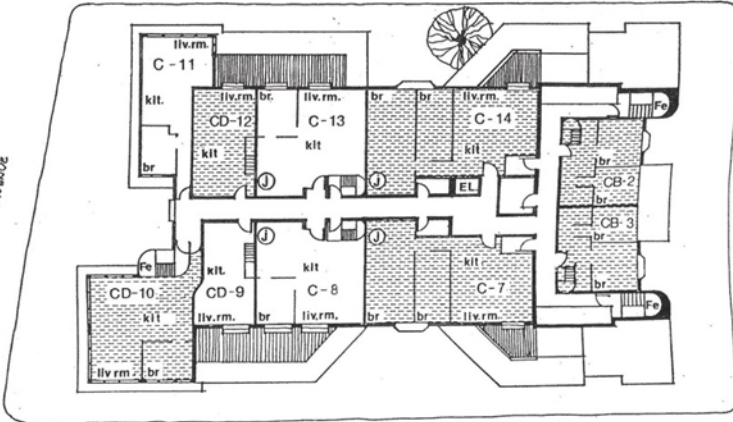 liv.rm.
C-11
kit.
br
liv.rm.
CD-12
kit
br.
liv.rm.
C-13
kit
J
br
br
liv.rm.
C-14
kit
J
EL
Fe
br
CB-2
br
CB-3
br
br
Fe
Fe
CD-10
kit
liv rm.
br
kit.
CD-9
liv.rm.
J
kit
C-8
br
liv.rm.
J
kit
C-7
br
br
liv.rm.